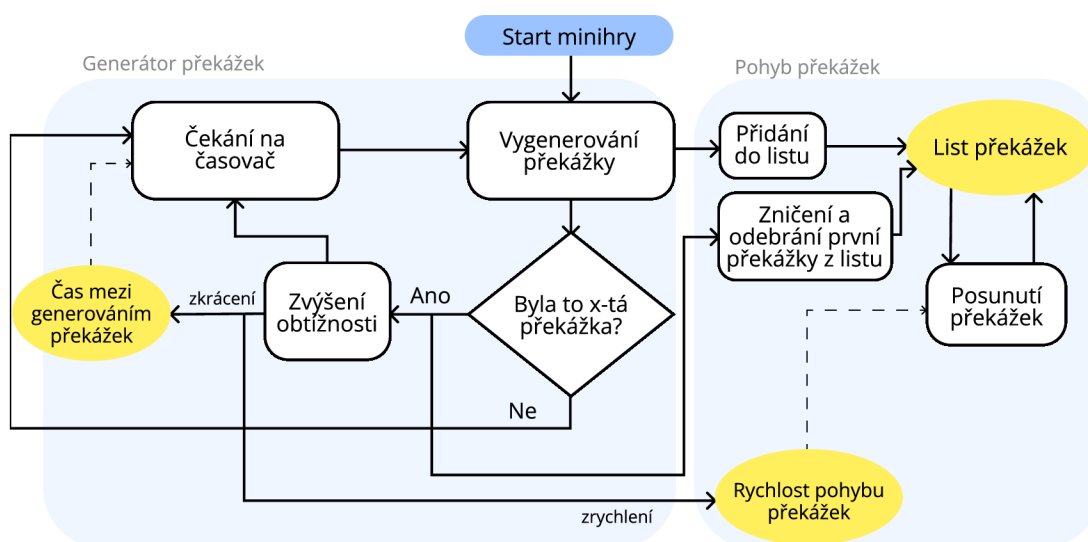 Start minihry
Generátor překážek
Pohyb překážek
Čekání na
časovač
Vygenerování
překážky
Přidání
do listu
List překážek
Zničení a
odebrání první
překážky z listu
Čas mezi
generováním
překážek
zkrácení
Zvýšení
obtížnosti
Ano
Byla to x-tá
překážka?
Posunutí
překážek
Ne
Rychlost pohybu
překážek
zrychlení